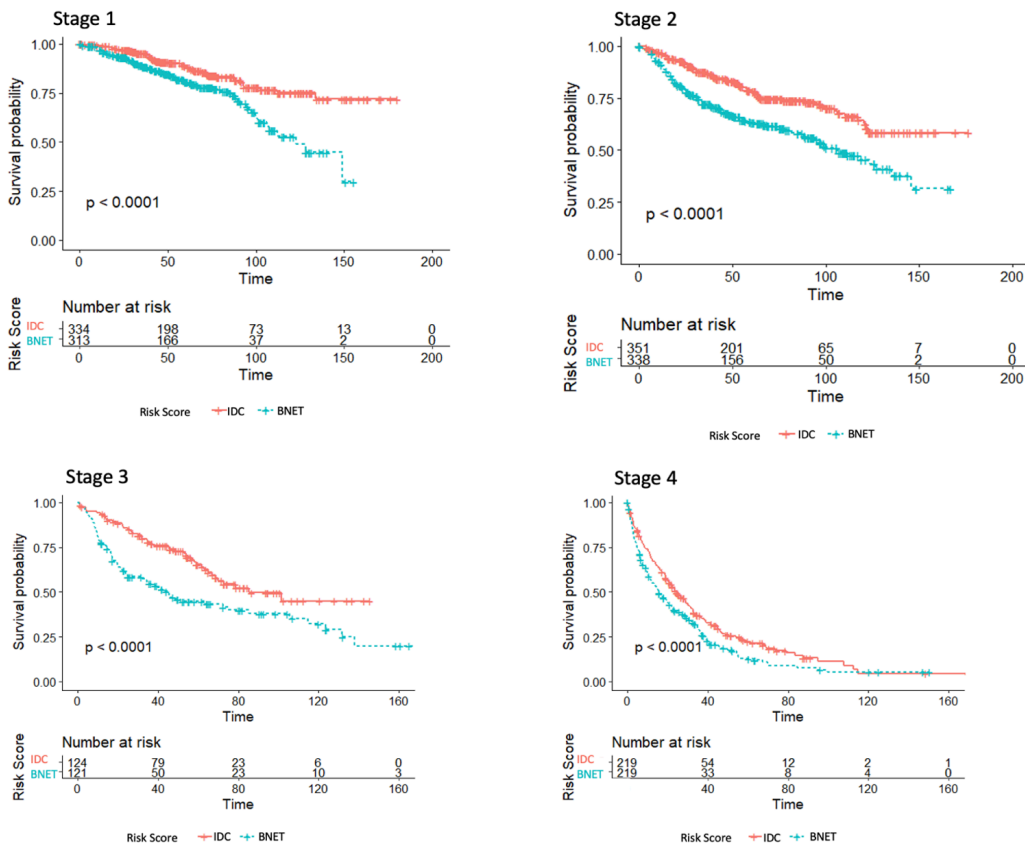 Stage 1
Survival probability
1.00
0.75
0.50
0.25
0.00
p < 0.0001
0 50 100 150 200
Time
Number at risk
Risk Score
IDC 334 198 73 13 0
BNET 313 166 37 2 0
0 50 100 150 200
Time
Risk Score IDC BNET
Stage 2
Survival probability
1.00
0.75
0.50
0.25
0.00
p < 0.0001
0 50 100 150 200
Time
Number at risk
Risk Score
IDC 351 201 65 7 0
BNET 338 156 50 2 0
0 50 100 150 200
Time
Risk Score IDC BNET
Stage 3
Survival probability
1.00
0.75
0.50
0.25
0.00
p < 0.0001
0 40 80 120 160
Time
Number at risk
Risk Score
IDC 124 79 23 6 0
BNET 121 50 23 10 3
0 40 80 120 160
Time
Risk Score IDC BNET
Stage 4
Survival probability
1.00
0.75
0.50
0.25
0.00
p < 0.0001
0 40 80 120 160
Time
Number at risk
Risk Score
IDC 219 54 12 2 1
BNET 219 33 8 4 0
40 80 120 160
Time
Risk Score IDC BNET